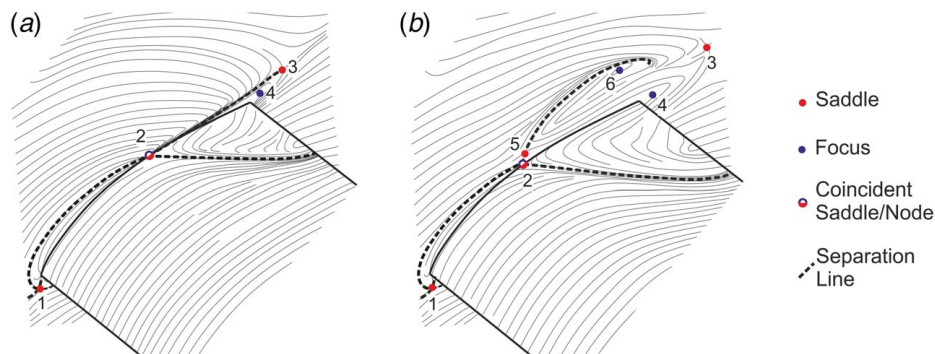 (a)
3
4
2
1
(b)
3
6
4
5
2
1
Saddle
Focus
Coincident
Saddle/Node
Separation
Line